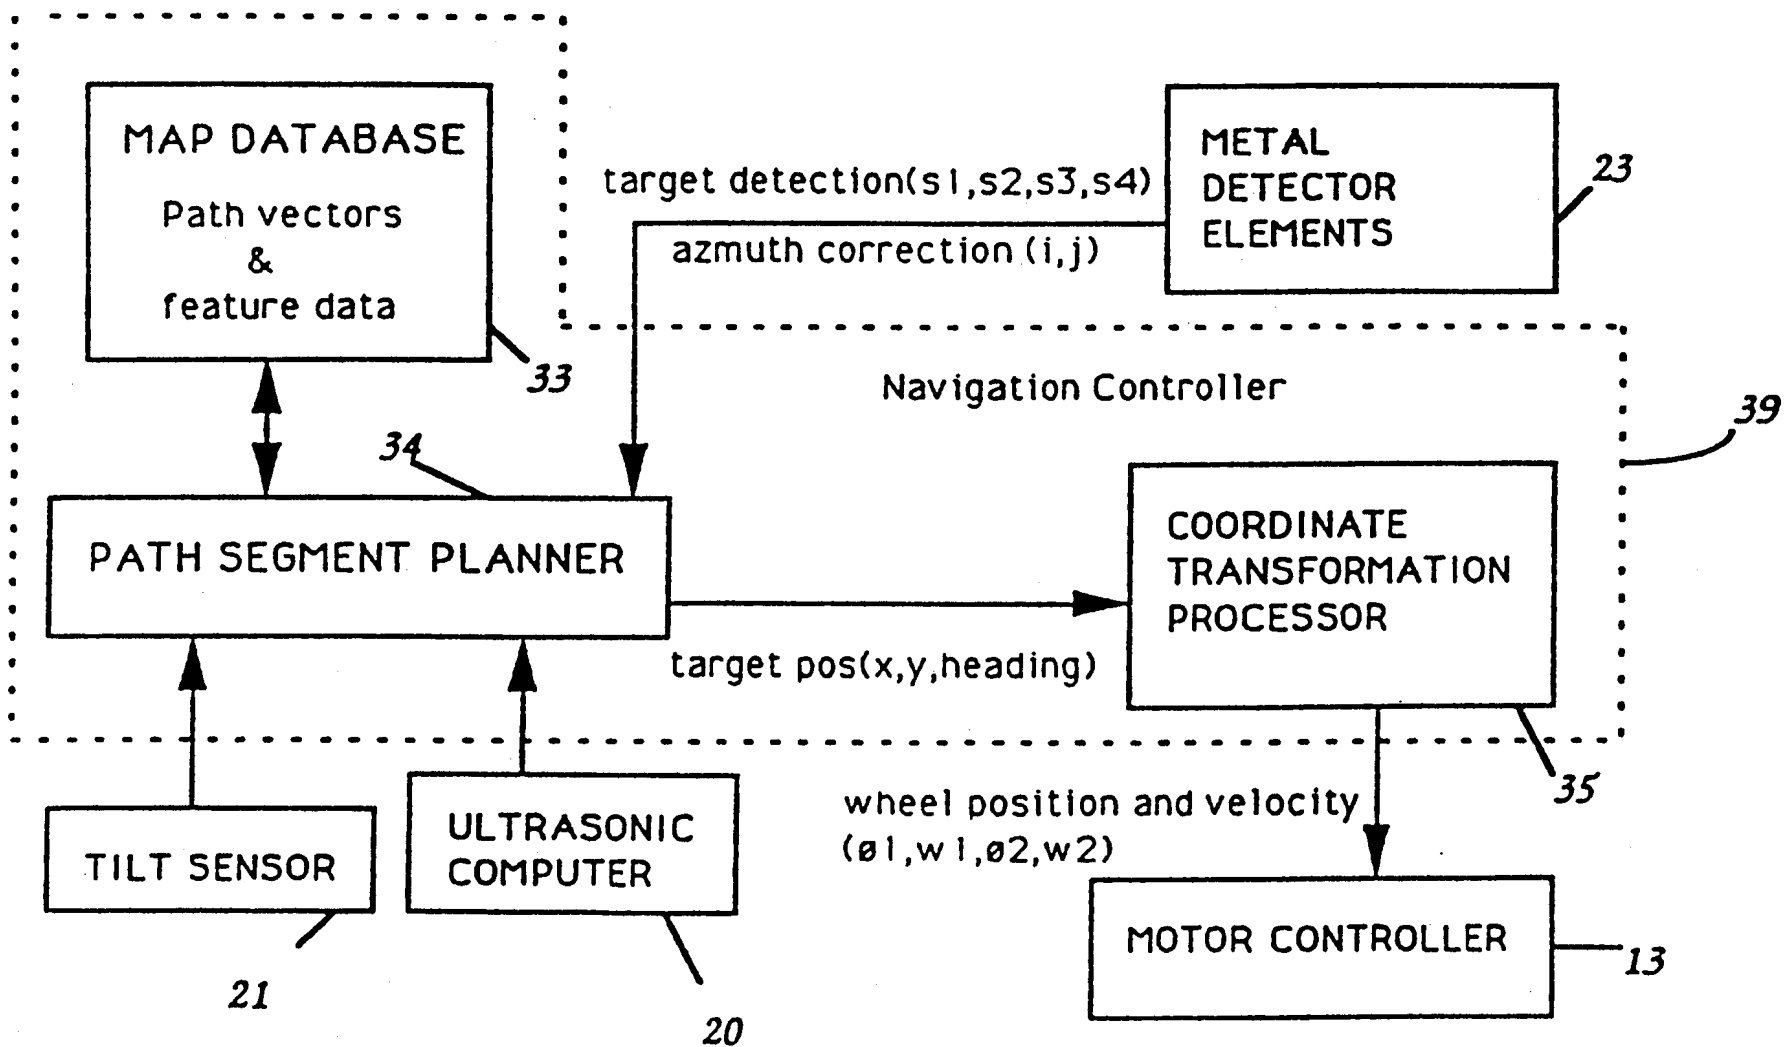 MAP DATABASE
Path vectors
&
feature data
33
target detection(s1,s2,s3,s4)
azmuth correction (i,j)
METAL
DETECTOR
ELEMENTS
23
Navigation Controller
39
34
PATH SEGMENT PLANNER
target pos(x,y,heading)
COORDINATE
TRANSFORMATION
PROCESSOR
35
TILT SENSOR
21
ULTRASONIC
COMPUTER
20
wheel position and velocity
(ø1,w1,ø2,w2)
MOTOR CONTROLLER
13